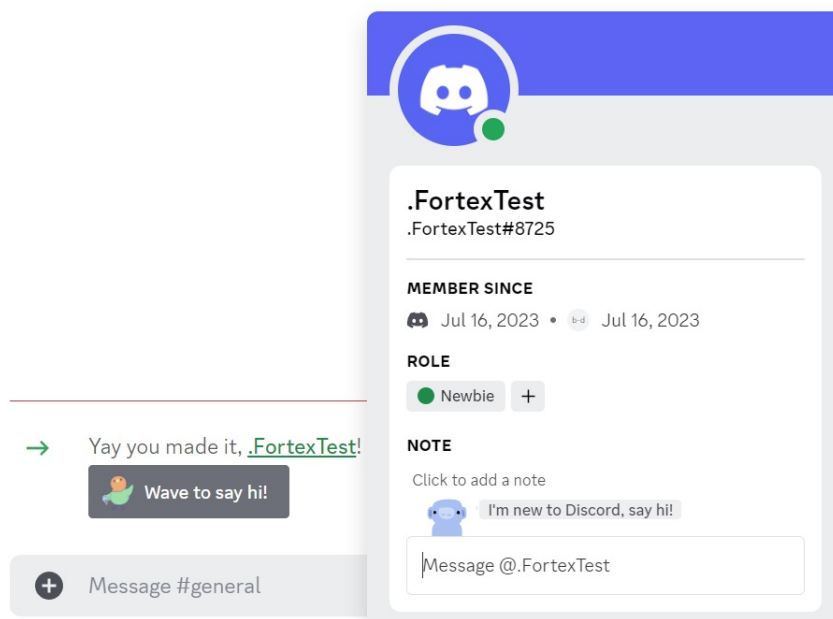 .FortexTest
.FortexTest#8725
MEMBER SINCE
Jul 16, 2023 • b-d Jul 16, 2023
ROLE
Newbie +
NOTE
Click to add a note
I'm new to Discord, say hi!
Message @.FortexTest
Yay you made it, .FortexTest!
Wave to say hi!
Message #general